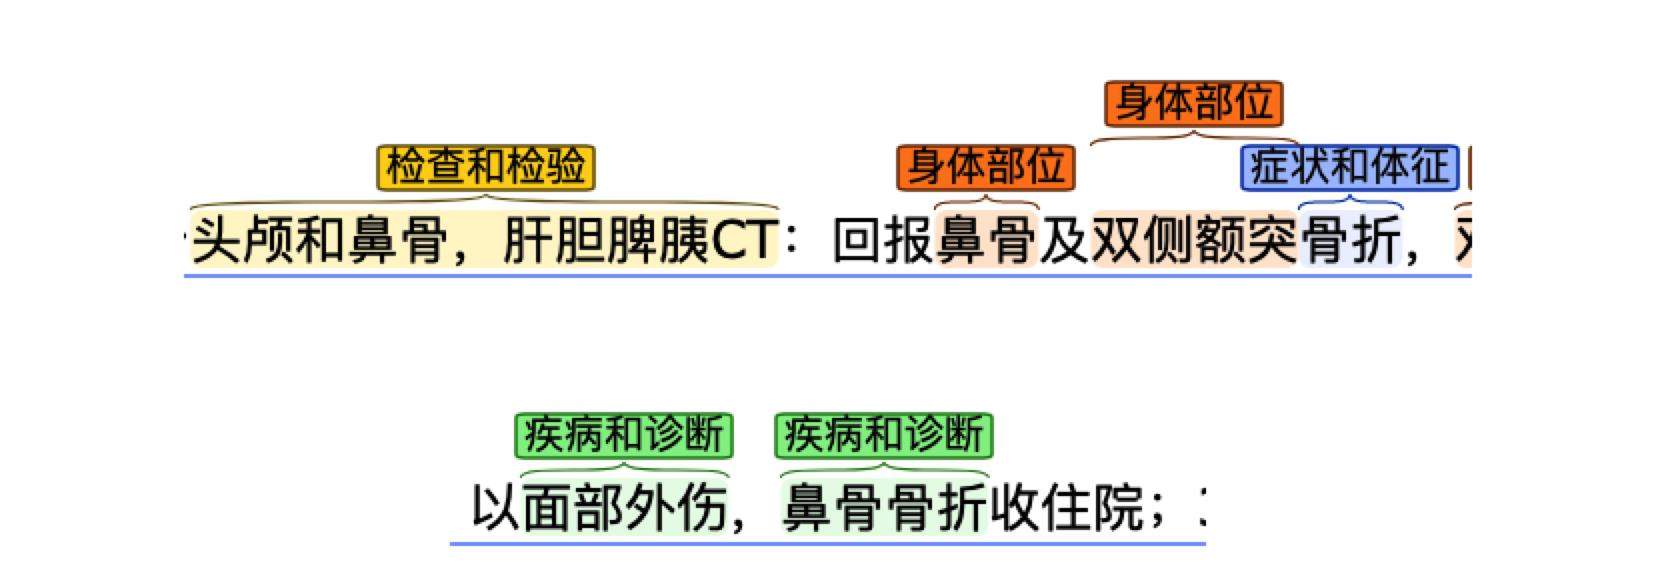 身体部位
检查和检验 身体部位 症状和体征
头颅和鼻骨，肝胆脾胰CT：回报鼻骨及双侧额突骨折，
疾病和诊断 疾病和诊断
以面部外伤，鼻骨骨折收住院；